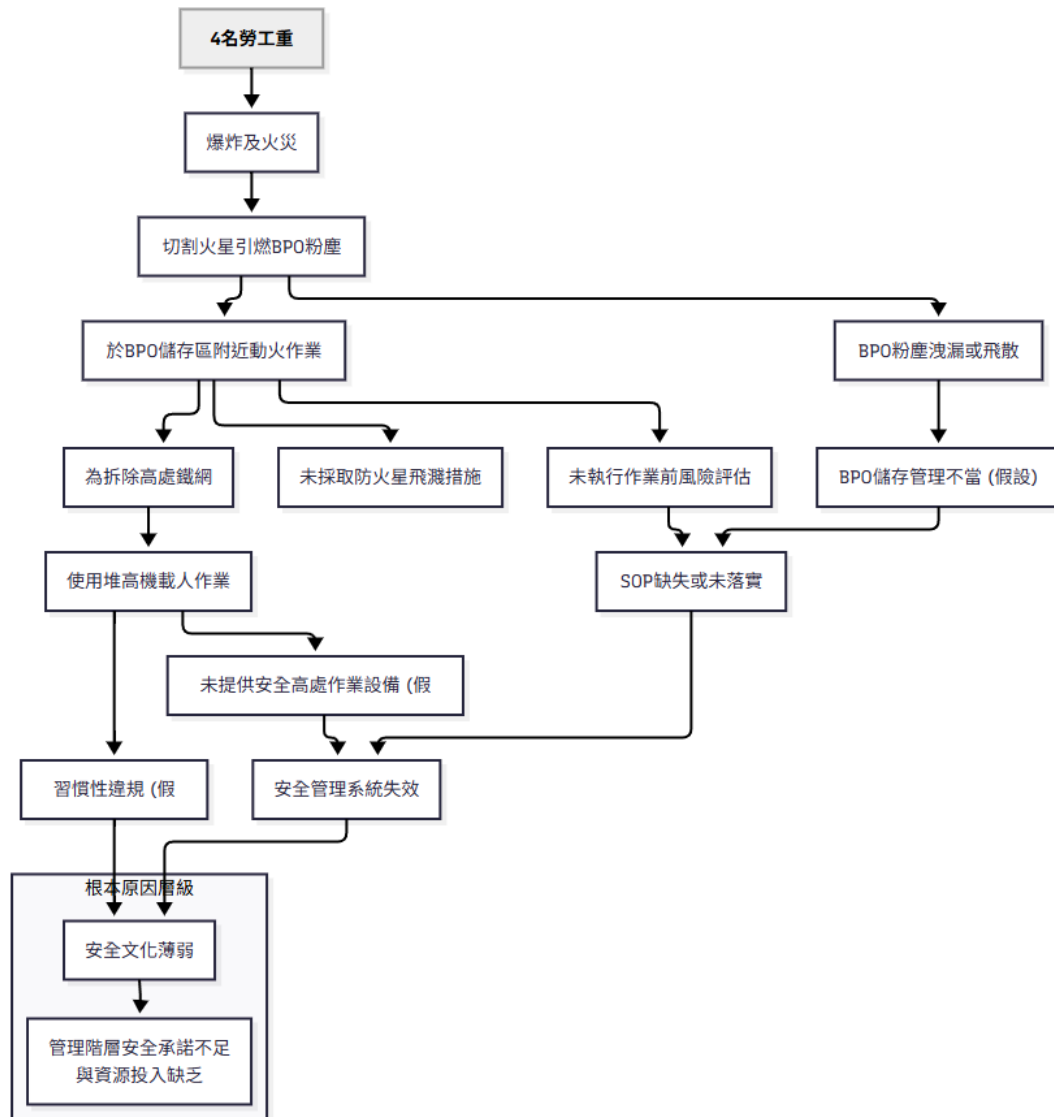 4名勞工重
爆炸及火災
切割火星引燃BPO粉塵
於BPO儲存區附近動火作業
BPO粉塵洩漏或飛散
為拆除高處鐵網
未採取防火星飛濺措施
未執行作業前風險評估
BPO儲存管理不當 (假設)
使用堆高機載人作業
SOP缺失或未落實
未提供安全高處作業設備 (假
習慣性違規 (假
安全管理系統失效
根本原因層級
安全文化薄弱
管理階層安全承諾不足
與資源投入缺乏